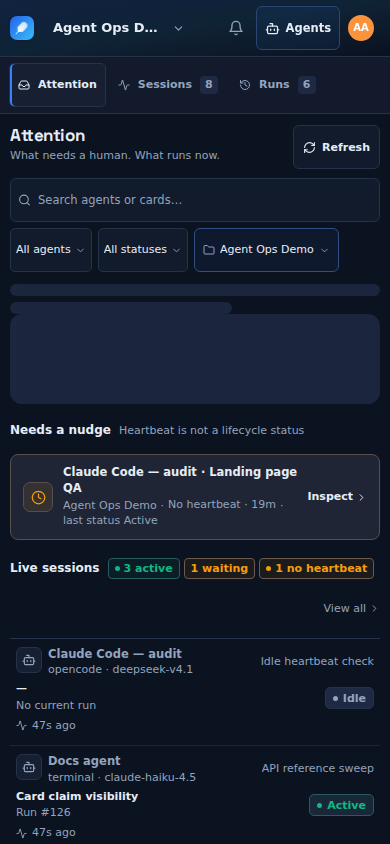 Agent Ops D...
Agents
AA
Attention
Sessions 8
Runs 6
Attention
What needs a human. What runs now.
Refresh
Search agents or cards...
All agents
All statuses
Agent Ops Demo
Needs a nudge Heartbeat is not a lifecycle status
Claude Code — audit · Landing page
QA
Agent Ops Demo · No heartbeat · 19m ·
last status Active
Inspect
Live sessions 3 active 1 waiting 1 no heartbeat
View all
Claude Code — audit
opencode · deepseek-v4.1
Idle heartbeat check
—
No current run
Idle
47s ago
Docs agent
terminal · claude-haiku-4.5
API reference sweep
Card claim visibility
Run #126
Active
47s ago